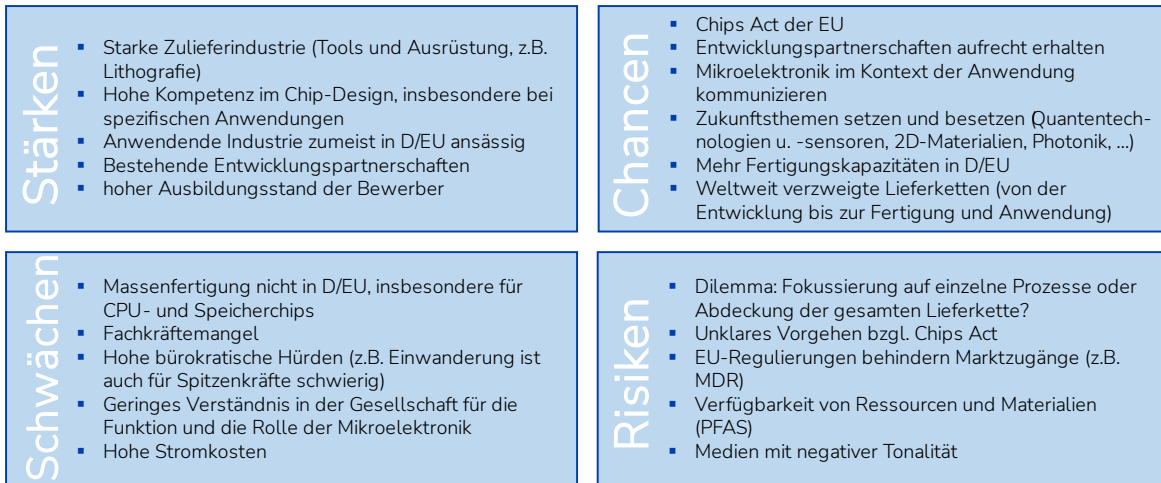 Stärken
▪ Starke Zulieferindustrie (Tools und Ausrüstung, z.B.
Lithografie)
▪ Hohe Kompetenz im Chip-Design, insbesondere bei
spezifischen Anwendungen
▪ Anwendende Industrie zumeist in D/EU ansässig
▪ Bestehende Entwicklungspartnerschaften
▪ hoher Ausbildungsstand der Bewerber
Chancen
▪ Chips Act der EU
▪ Entwicklungspartnerschaften aufrecht erhalten
▪ Mikroelektronik im Kontext der Anwendung
kommunizieren
▪ Zukunftsthemen setzen und besetzen (Quantentech-
nologien u. -sensoren, 2D-Materialien, Photonik, ...)
▪ Mehr Fertigungskapazitäten in D/EU
▪ Weltweit verzweigte Lieferketten (von der
Entwicklung bis zur Fertigung und Anwendung)
Schwächen
▪ Massenfertigung nicht in D/EU, insbesondere für
CPU- und Speicherchips
▪ Fachkräftemangel
▪ Hohe bürokratische Hürden (z.B. Einwanderung ist
auch für Spitzenkräfte schwierig)
▪ Geringes Verständnis in der Gesellschaft für die
Funktion und die Rolle der Mikroelektronik
▪ Hohe Stromkosten
Risiken
▪ Dilemma: Fokussierung auf einzelne Prozesse oder
Abdeckung der gesamten Lieferkette?
▪ Unklares Vorgehen bzgl. Chips Act
▪ EU-Regulierungen behindern Marktzugänge (z.B.
MDR)
▪ Verfügbarkeit von Ressourcen und Materialien
(PFAS)
▪ Medien mit negativer Tonalität